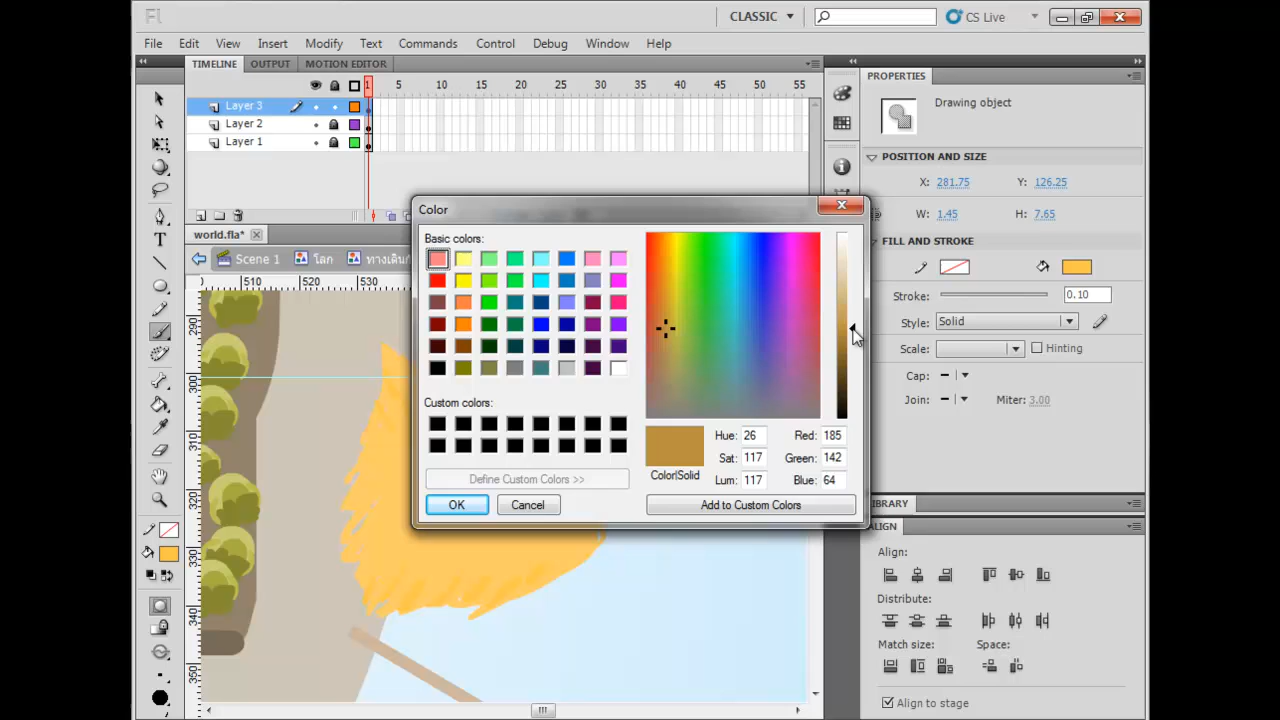 Fl CLASSIC CS Live
File Edit View Insert Modify Text Commands Control Debug Window Help
TIMELINE OUTPUT MOTION EDITOR
1 5 10 15 20 25 30 35 40 45 50 55
Layer 3
Layer 2
Layer 1
world.fla*
Scene 1 โลก
510 520 530
290
300
310
320
330
340
350
Color
Basic colors:
Custom colors:
Define Custom Colors >>
OK Cancel
Color|Solid
Hue: 26 Red: 185
Sat: 117 Green: 142
Lum: 117 Blue: 64
Add to Custom Colors
PROPERTIES
Drawing object
POSITION AND SIZE
X: 281.75 Y: 126.25
W: 1.45 H: 7.65
FILL AND STROKE
Stroke: 0.10
Style: Solid
Scale: Hinting
Cap:
Join: Miter: 3.00
LIBRARY
ALIGN
Align:
Distribute:
Match size: Space:
Align to stage